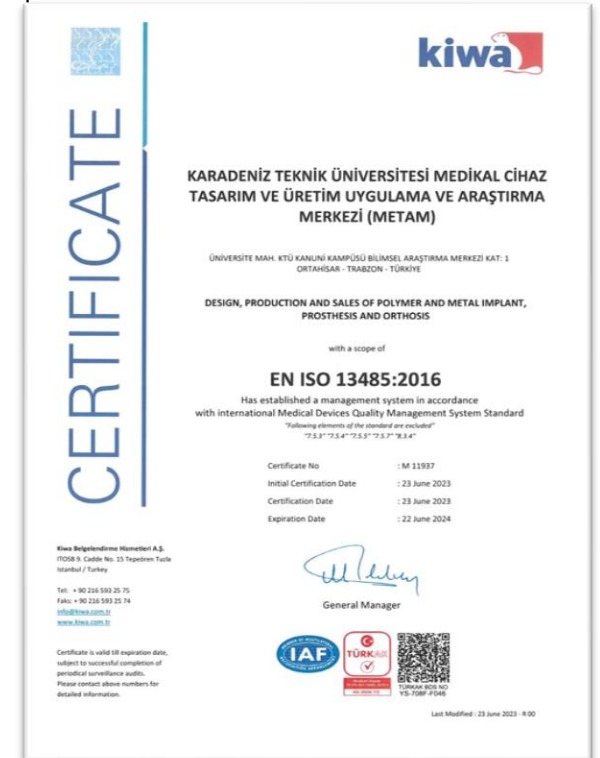 kiwa
CERTIFICATE
KARADENİZ TEKNİK ÜNİVERSİTESİ MEDİKAL CİHAZ
TASARIM VE ÜRETİM UYGULAMA VE ARAŞTIRMA
MERKEZİ (METAM)
ÜNİVERSİTE MAH. KTÜ KANUNİ KAMPÜSÜ BİLİMSEL ARAŞTIRMA MERKEZİ KAT: 1
ORTAHİSAR - TRABZON - TÜRKİYE
DESIGN, PRODUCTION AND SALES OF POLYMER AND METAL IMPLANT,
PROSTHESIS AND ORTHOSIS
with a scope of
EN ISO 13485:2016
Has established a management system in accordance
with international Medical Devices Quality Management System Standard
"Following elements of the standard are excluded"
"7.5.3" "7.5.4" "7.5.5" "7.5.7" "8.3.4"
Certificate No : M 11937
Initial Certification Date : 23 June 2023
Certification Date : 23 June 2023
Expiration Date : 22 June 2024
Kiwa Belgelendirme Hizmetleri A.Ş.
ITOSB 9. Cadde No. 15 Tepeören Tuzla
Istanbul / Turkey
Tel: + 90 216 593 25 75
Faks: + 90 216 593 25 74
info@kiwa.com.tr
www.kiwa.com.tr
General Manager
Certificate is valid till expiration date,
subject to successful completion of
periodical surveillance audits.
Please contact above numbers for
detailed information.
IAF
TÜRKAK
TÜRKAK BDS NO
YS-708F-F046
Last Modified : 23 June 2023 - R:00